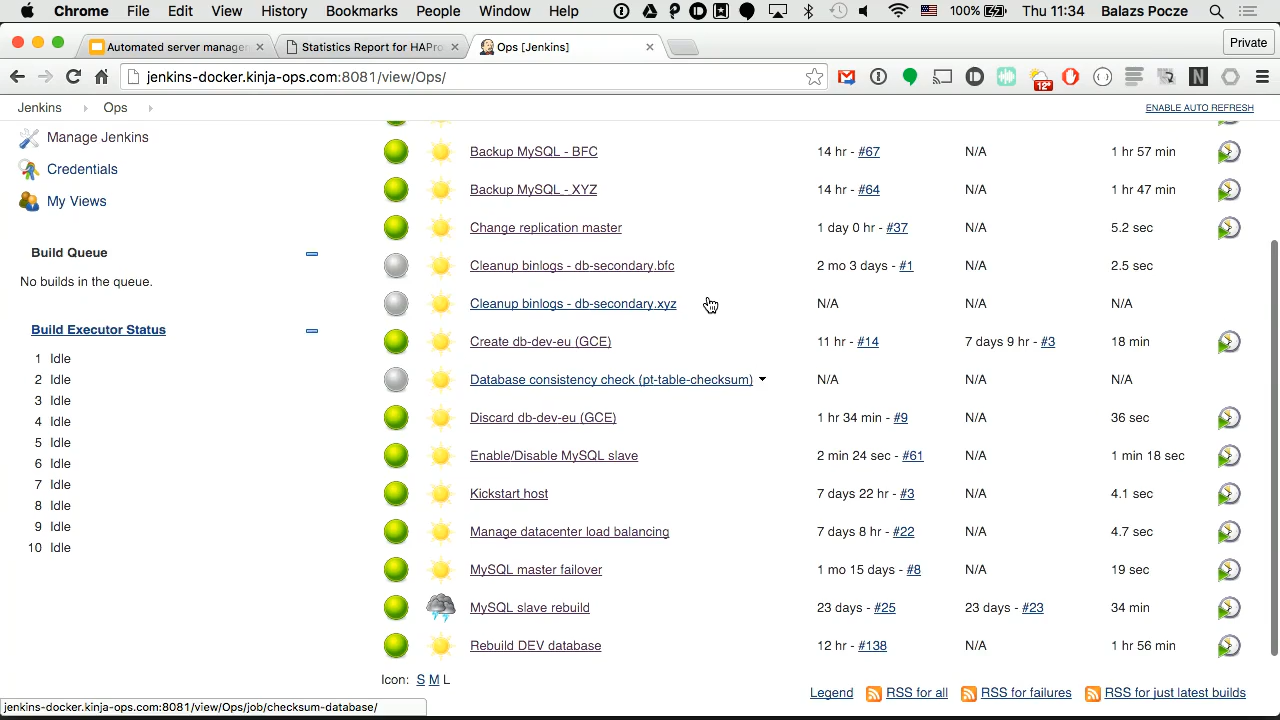 Chrome File Edit View History Bookmarks People Window Help 100% Thu 11:34 Balazs Pocze
Automated server manage × Statistics Report for HAPro × Ops [Jenkins] × Private
jenkins-docker.kinja-ops.com:8081/view/Ops/ 12°
Jenkins Ops ENABLE AUTO REFRESH
Manage Jenkins
Credentials
My Views
Build Queue
No builds in the queue.
Build Executor Status
1 Idle
2 Idle
3 Idle
4 Idle
5 Idle
6 Idle
7 Idle
8 Idle
9 Idle
10 Idle
Backup MySQL - BFC 14 hr - #67 N/A 1 hr 57 min
Backup MySQL - XYZ 14 hr - #64 N/A 1 hr 47 min
Change replication master 1 day 0 hr - #37 N/A 5.2 sec
Cleanup binlogs - db-secondary.bfc 2 mo 3 days - #1 N/A 2.5 sec
Cleanup binlogs - db-secondary.xyz N/A N/A N/A
Create db-dev-eu (GCE) 11 hr - #14 7 days 9 hr - #3 18 min
Database consistency check (pt-table-checksum) N/A N/A N/A
Discard db-dev-eu (GCE) 1 hr 34 min - #9 N/A 36 sec
Enable/Disable MySQL slave 2 min 24 sec - #61 N/A 1 min 18 sec
Kickstart host 7 days 22 hr - #3 N/A 4.1 sec
Manage datacenter load balancing 7 days 8 hr - #22 N/A 4.7 sec
MySQL master failover 1 mo 15 days - #8 N/A 19 sec
MySQL slave rebuild 23 days - #25 23 days - #23 34 min
Rebuild DEV database 12 hr - #138 N/A 1 hr 56 min
Icon: S M L
Legend RSS for all RSS for failures RSS for just latest builds
jenkins-docker.kinja-ops.com:8081/view/Ops/job/checksum-database/